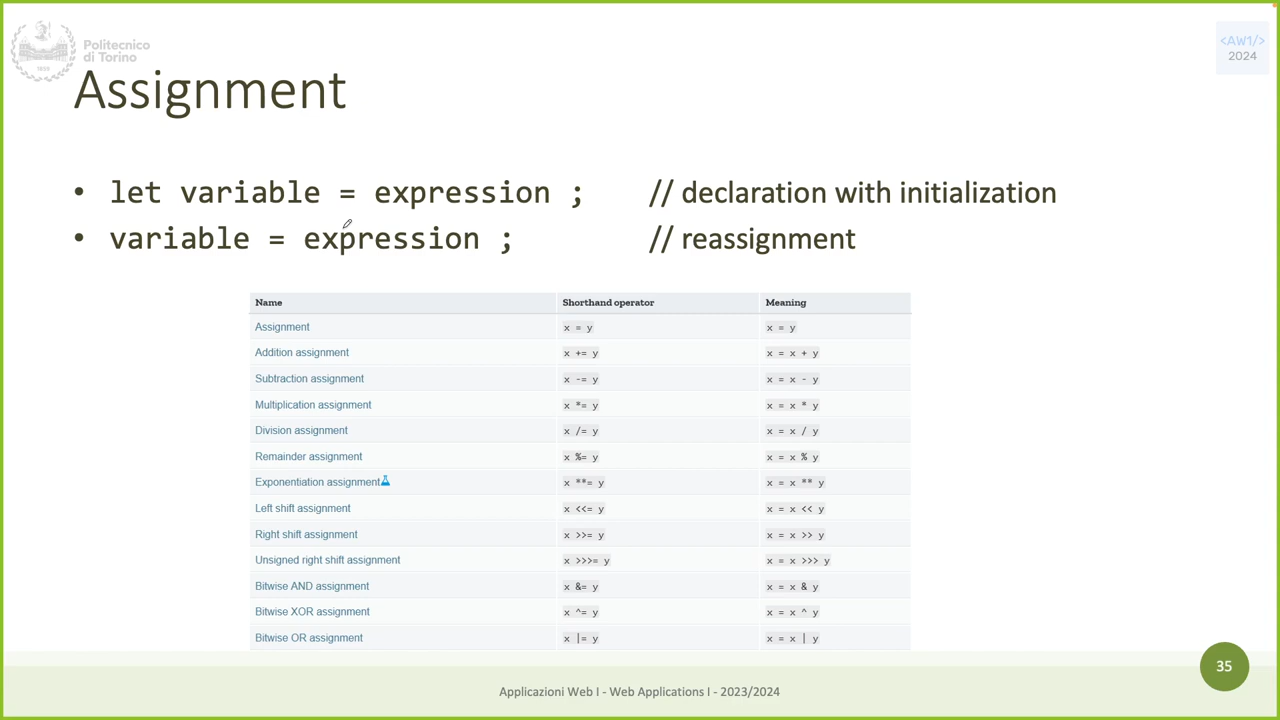 Politecnico
di Torino
1859
<AW1/>
2024
Assignment
• let variable = expression ; // declaration with initialization
• variable = expression ; // reassignment
Name Shorthand operator Meaning
Assignment x = y x = y
Addition assignment x += y x = x + y
Subtraction assignment x -= y x = x - y
Multiplication assignment x *= y x = x * y
Division assignment x /= y x = x / y
Remainder assignment x %= y x = x % y
Exponentiation assignment x **= y x = x ** y
Left shift assignment x <<= y x = x << y
Right shift assignment x >>= y x = x >> y
Unsigned right shift assignment x >>>= y x = x >>> y
Bitwise AND assignment x &= y x = x & y
Bitwise XOR assignment x ^= y x = x ^ y
Bitwise OR assignment x |= y x = x | y
35
Applicazioni Web I - Web Applications I - 2023/2024